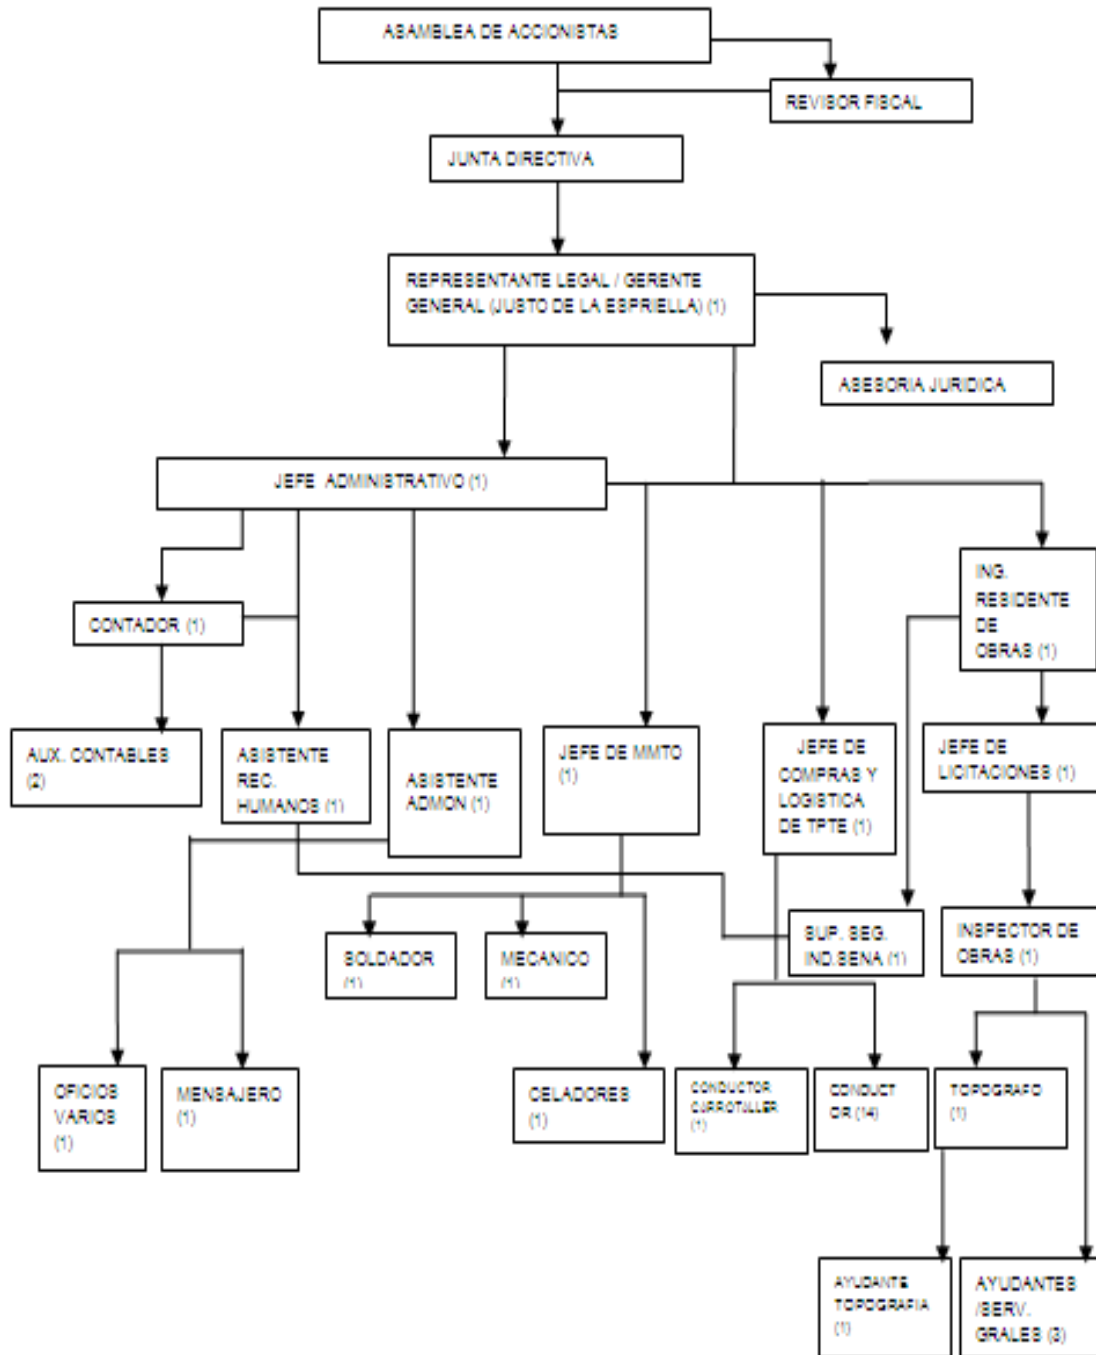 ASAMBLEA DE ACCIONISTAS
REVISOR FISCAL
JUNTA DIRECTIVA
REPRESENTANTE LEGAL / GERENTE
GENERAL (JUSTO DE LA ESPRIELLA) (1)
ASESORIA JURIDICA
JEFE ADMINISTRATIVO (1)
ING.
RESIDENTE
DE
OBRAS (1)
CONTADOR (1)
AUX. CONTABLES
(2)
ASISTENTE
REC.
HUMANOS (1)
ASISTENTE
ADMON (1)
JEFE DE MMTO
(1)
JEFE DE
COMPRAS Y
LOGISTICA
DE TPTE (1)
JEFE DE
LICITACIONES (1)
SOLDADOR
(1)
MECANICO
(1)
SUP. SEG.
IND.SENA (1)
INSPECTOR DE
OBRAS (1)
OFICIOS
VARIOS
(1)
MENSAJERO
(1)
CELADORES
(1)
CONDUCTOR
CARROTALLER
(1)
CONDUCT
OR (14)
TOPOGRAFO
(1)
AYUDANTE
TOPOGRAFIA
(1)
AYUDANTES
/SERV.
GRALES (3)